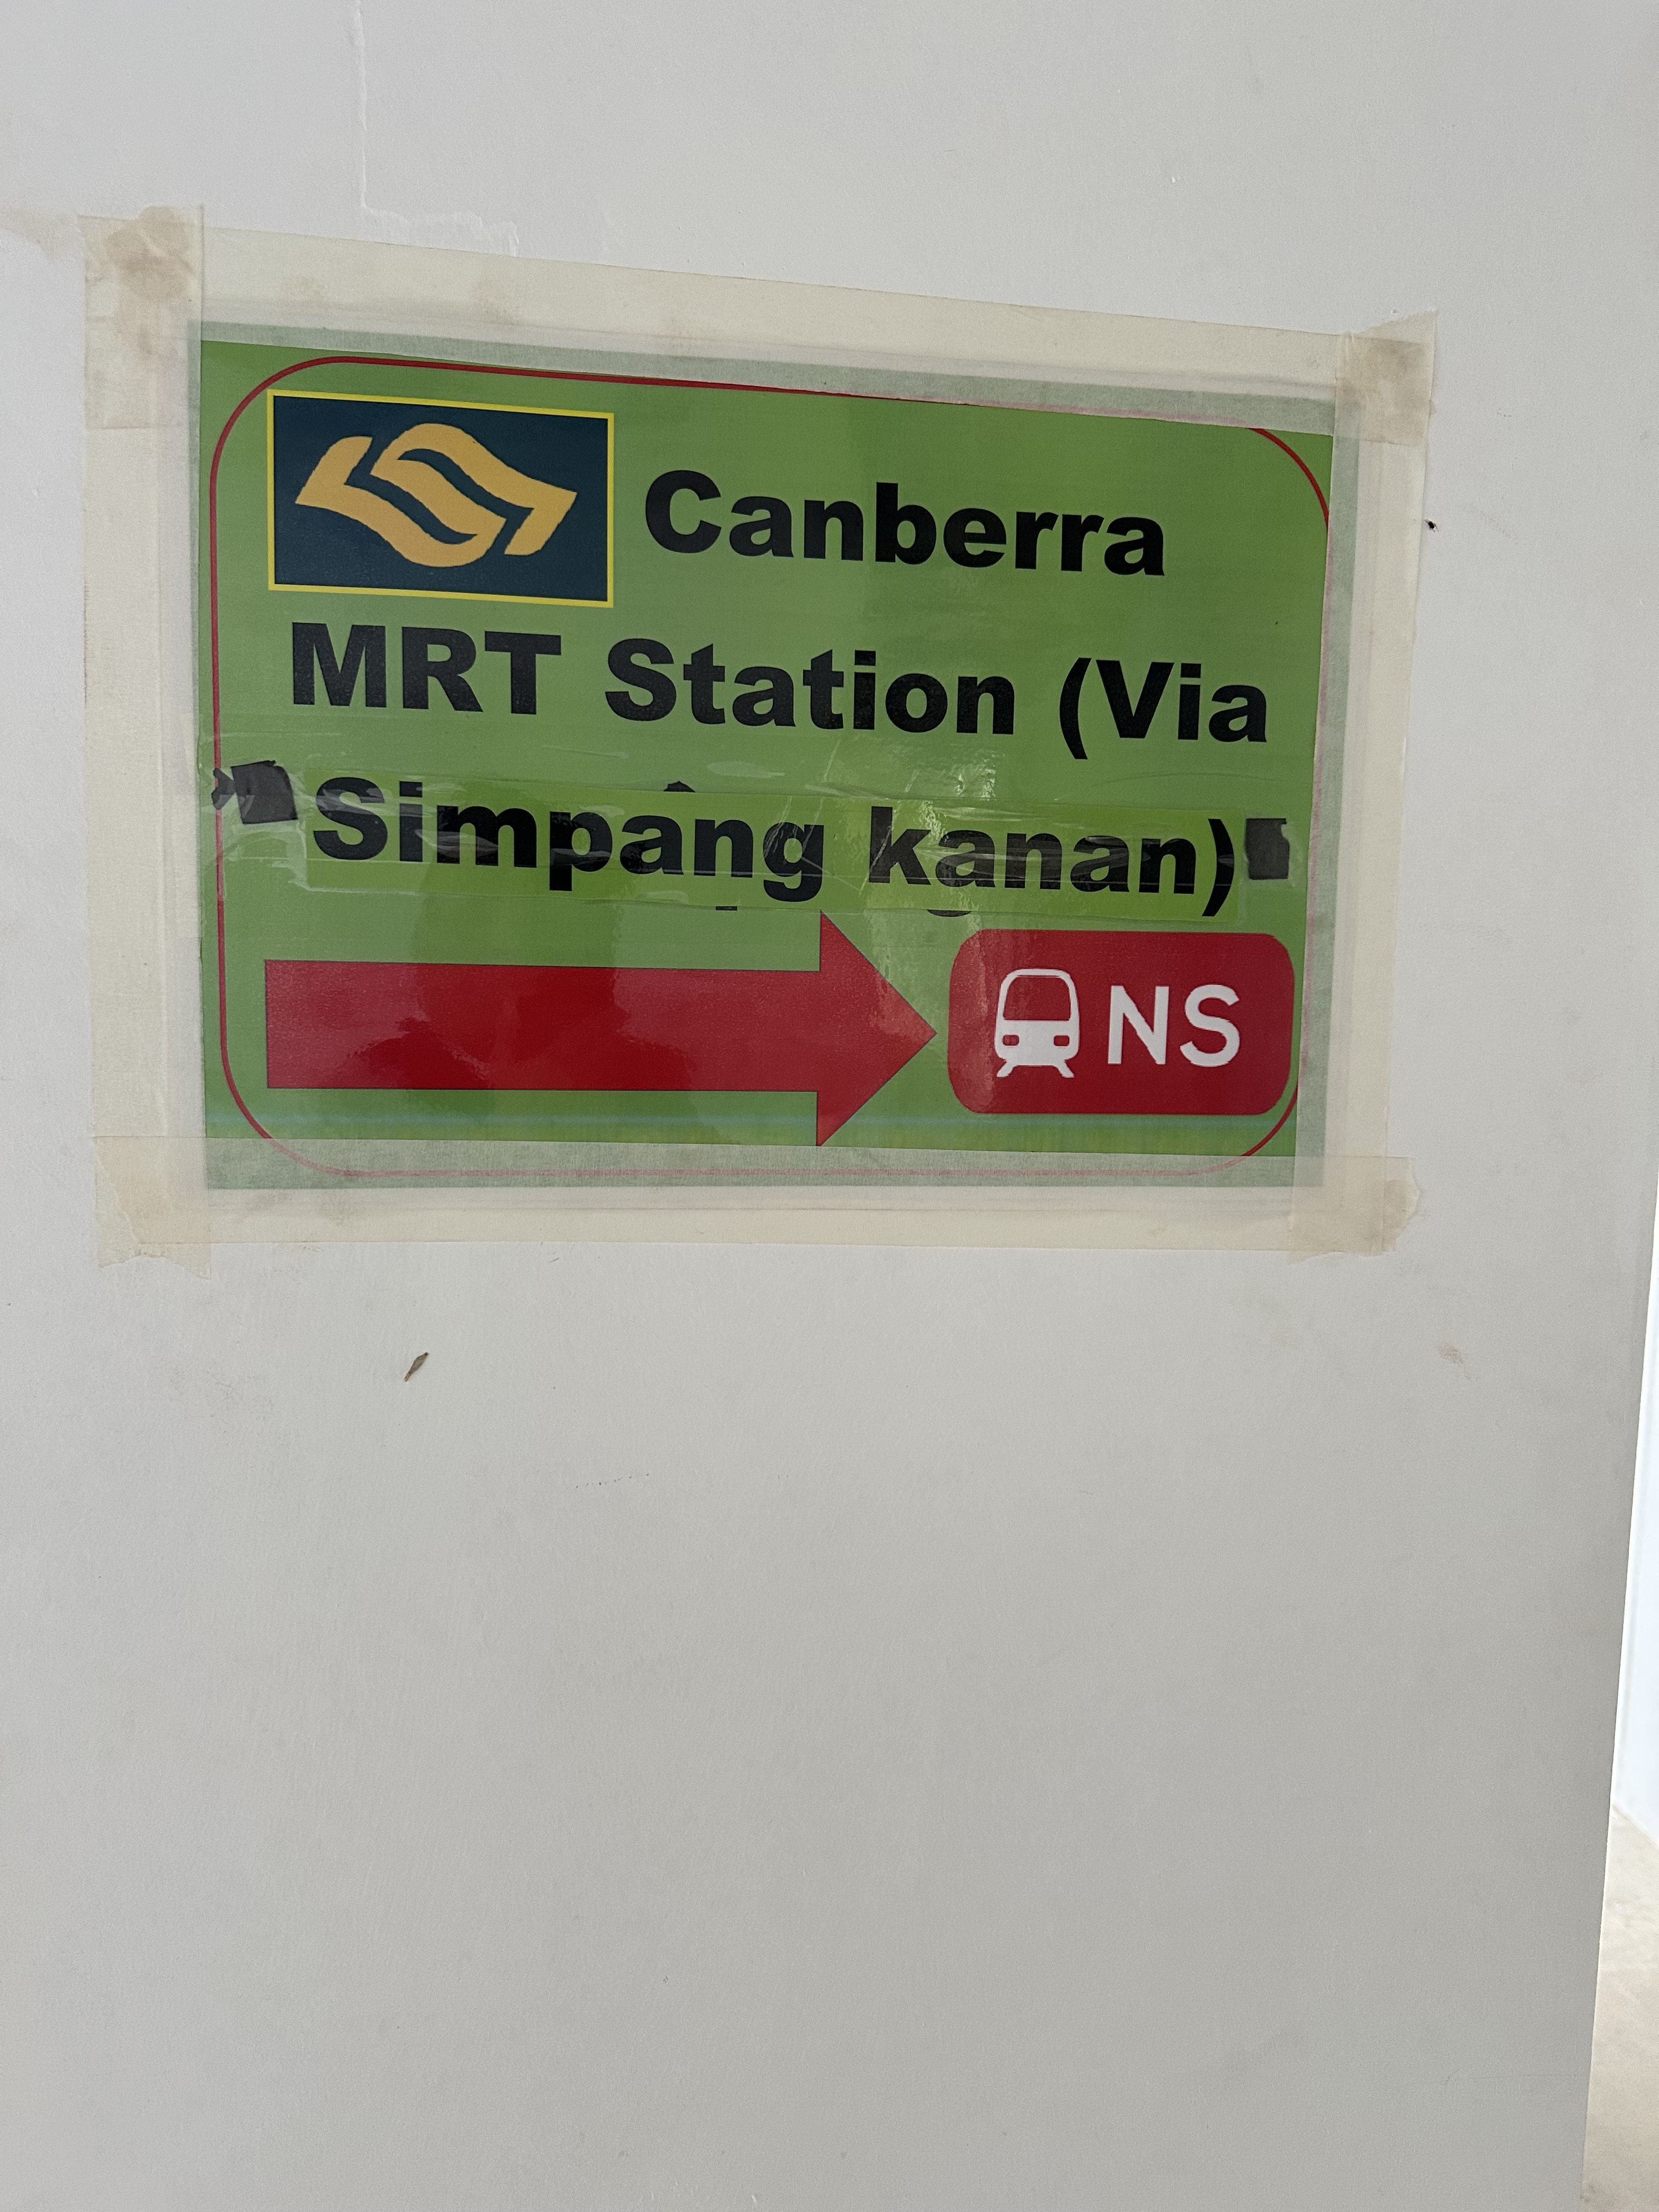 Canberra
MRT Station (Via
Simpang kanan)
NS